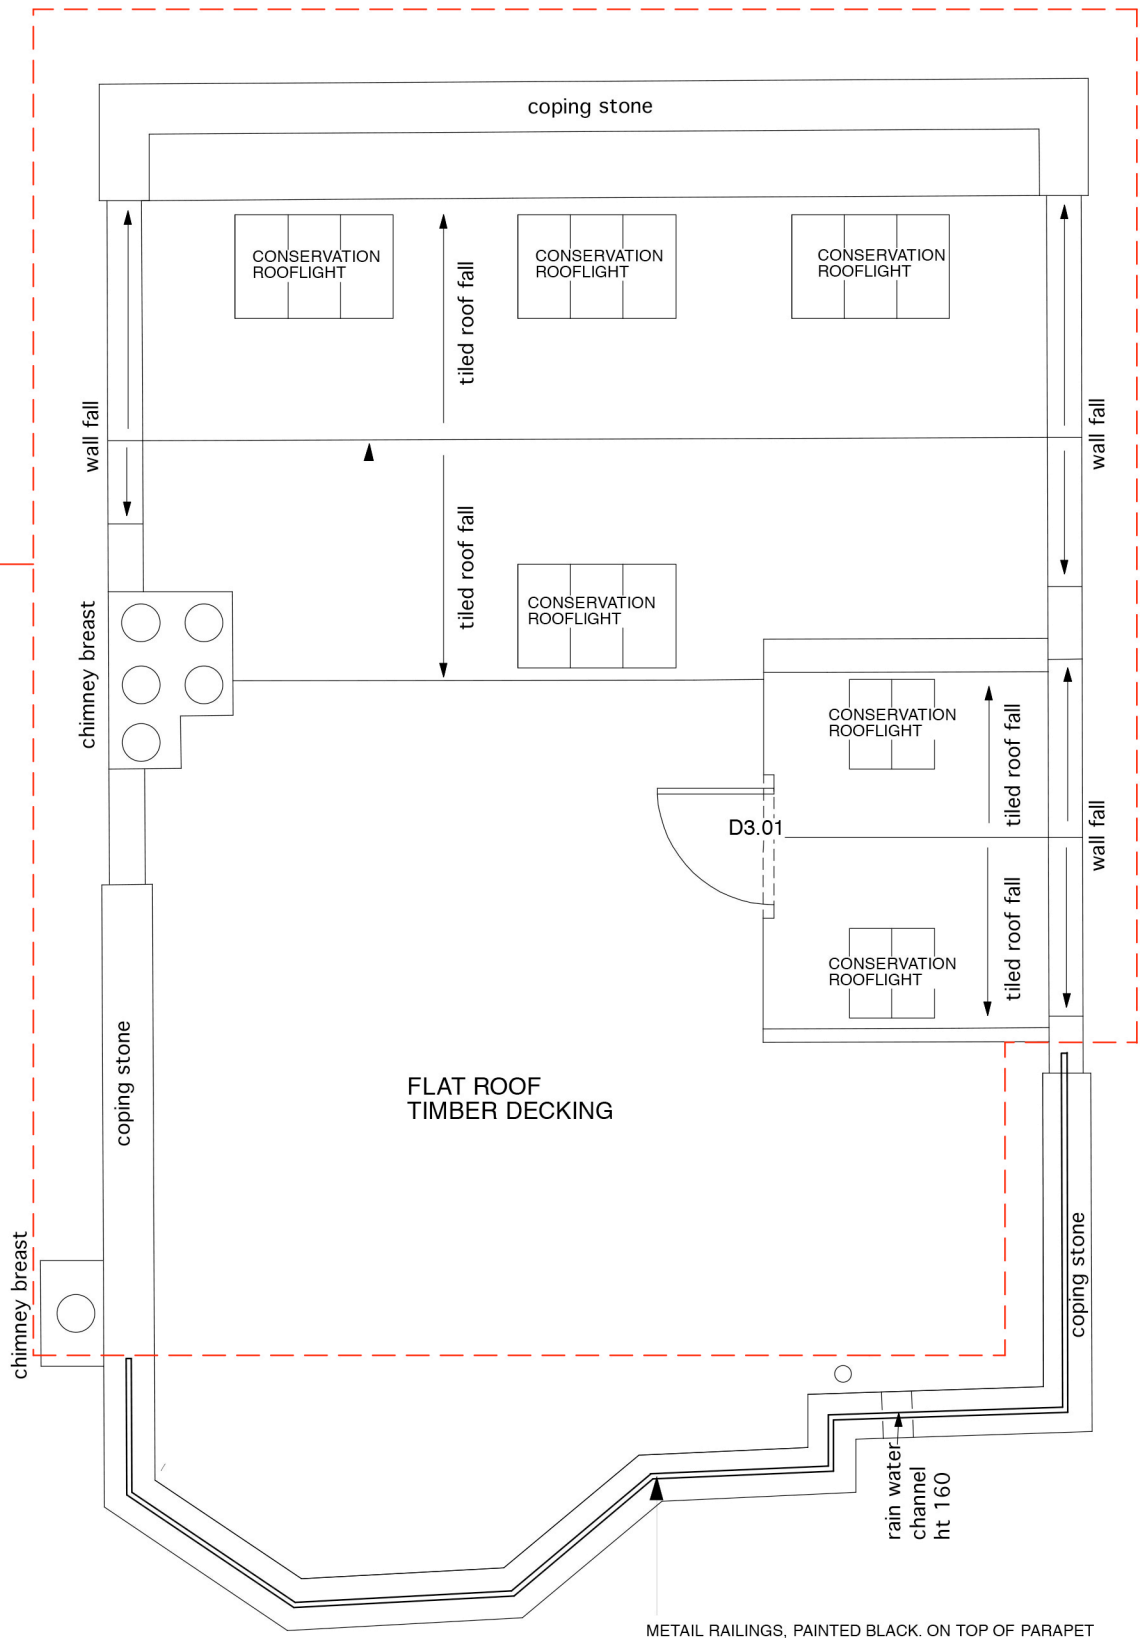 coping stone
CONSERVATION
ROOFLIGHT
CONSERVATION
ROOFLIGHT
CONSERVATION
ROOFLIGHT
tiled roof fall
wall fall
wall fall
tiled roof fall
CONSERVATION
ROOFLIGHT
chimney breast
CONSERVATION
ROOFLIGHT
tiled roof fall
D3.01
wall fall
tiled roof fall
CONSERVATION
ROOFLIGHT
coping stone
FLAT ROOF
TIMBER DECKING
chimney breast
coping stone
rain water
channel
ht 160
METAIL RAILINGS, PAINTED BLACK. ON TOP OF PARAPET